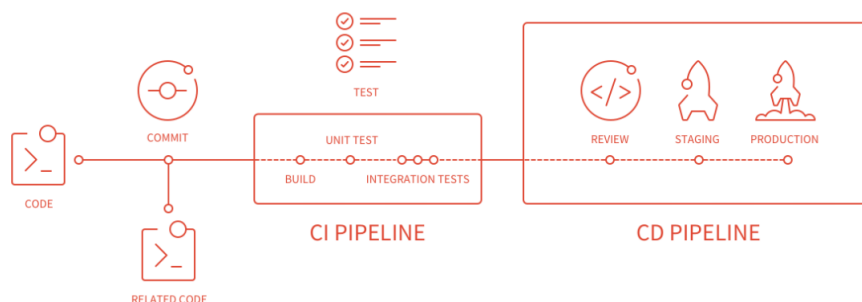 TEST
COMMIT
CODE
RELATED CODE
UNIT TEST
BUILD
INTEGRATION TESTS
CI PIPELINE
REVIEW
STAGING
PRODUCTION
CD PIPELINE